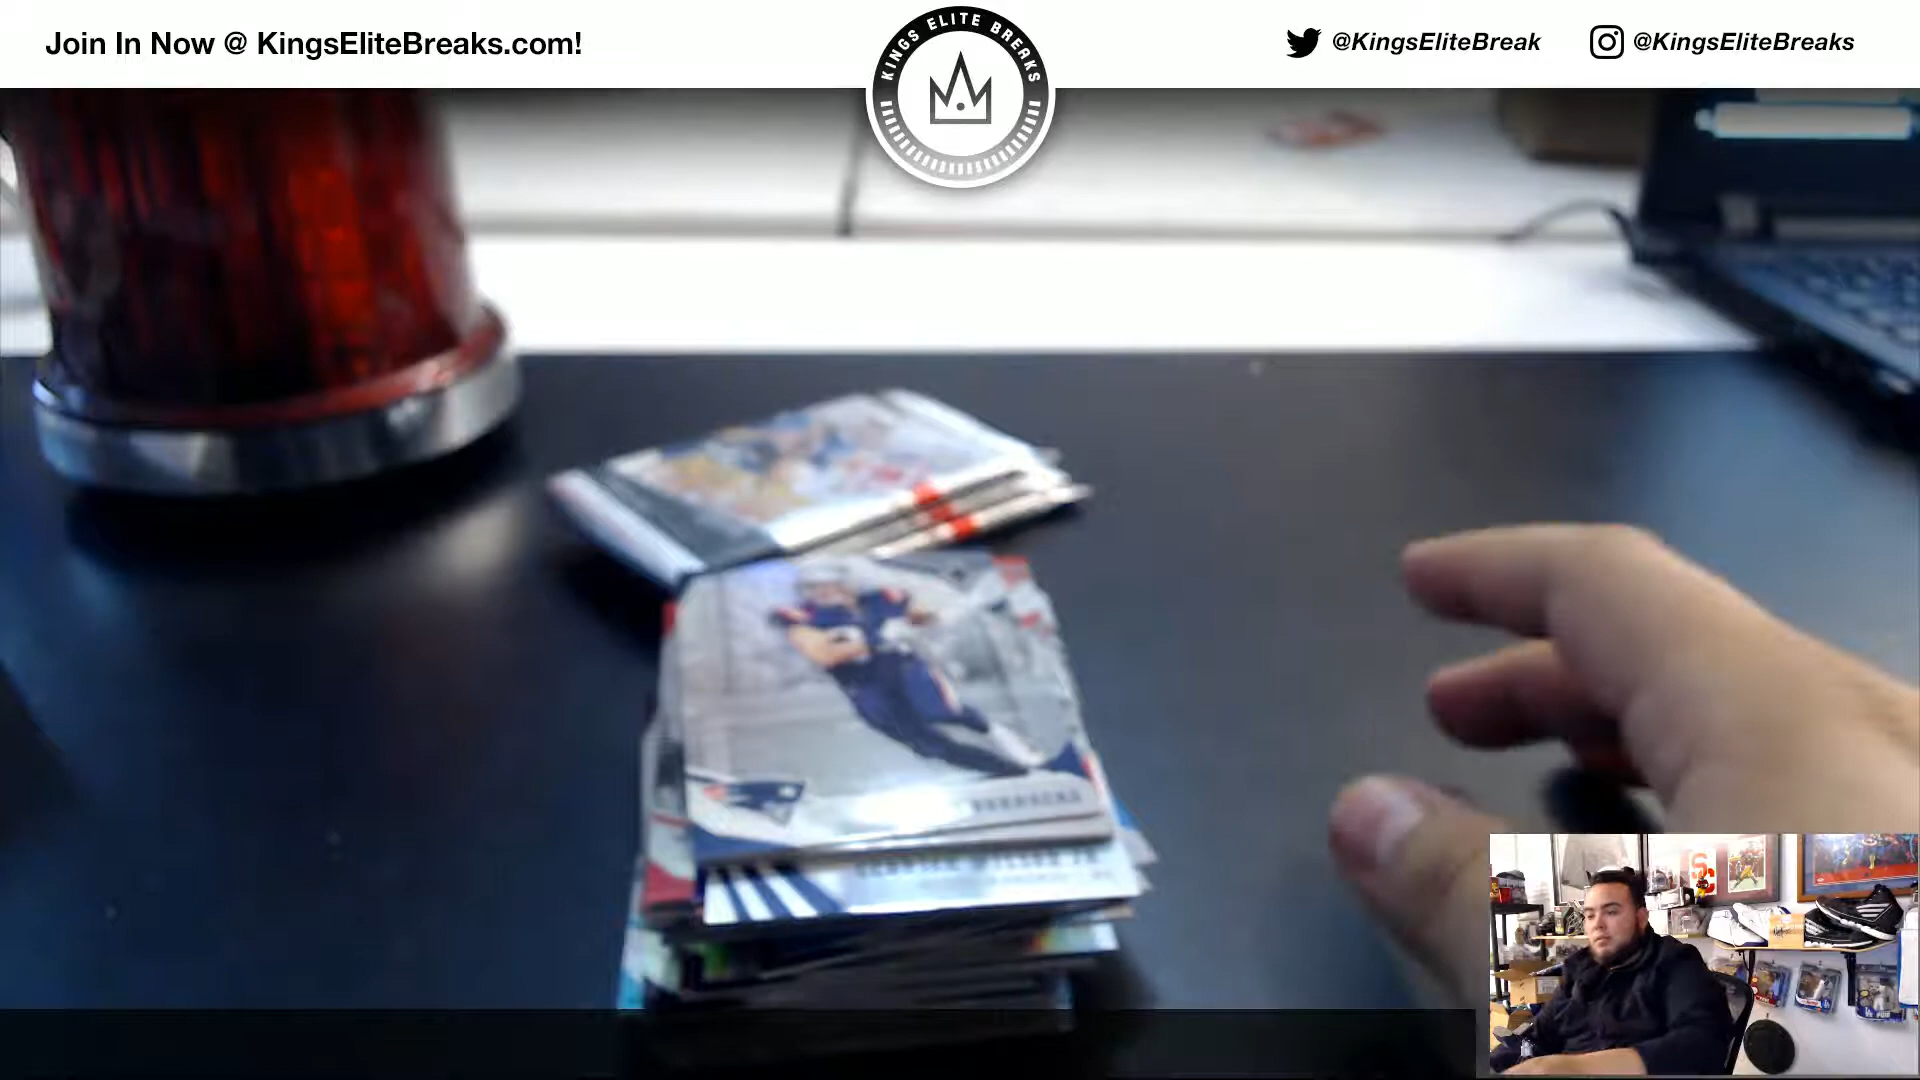 Join In Now @ KingsEliteBreaks.com!
KINGS ELITE BREAKS
@KingsEliteBreak
@KingsEliteBreaks